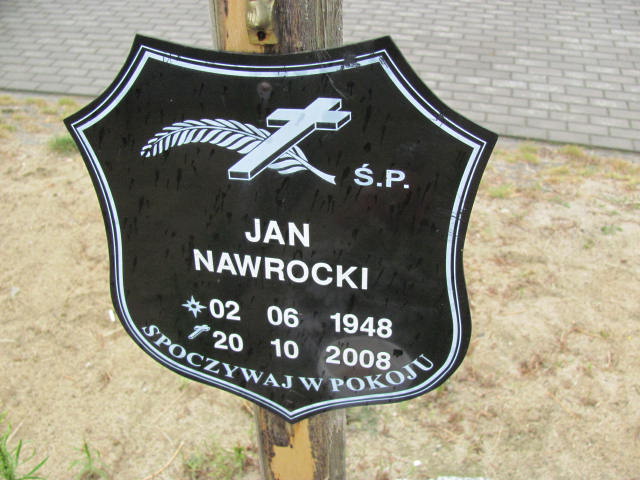 Ś.P.
JAN
NAWROCKI
02 06 1948
20 10 2008
SPOCZYWAJ W POKOJU